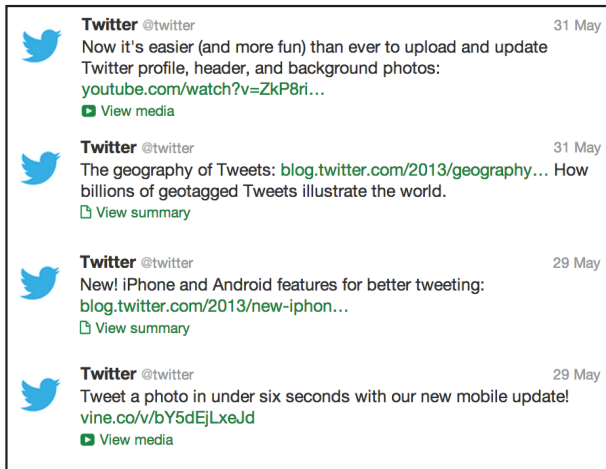 Twitter @twitter 31 May
Now it's easier (and more fun) than ever to upload and update
Twitter profile, header, and background photos:
youtube.com/watch?v=ZkP8ri…
View media
Twitter @twitter 31 May
The geography of Tweets: blog.twitter.com/2013/geography… How
billions of geotagged Tweets illustrate the world.
View summary
Twitter @twitter 29 May
New! iPhone and Android features for better tweeting:
blog.twitter.com/2013/new-iphon…
View summary
Twitter @twitter 29 May
Tweet a photo in under six seconds with our new mobile update!
vine.co/v/bY5dEjLxeJd
View media